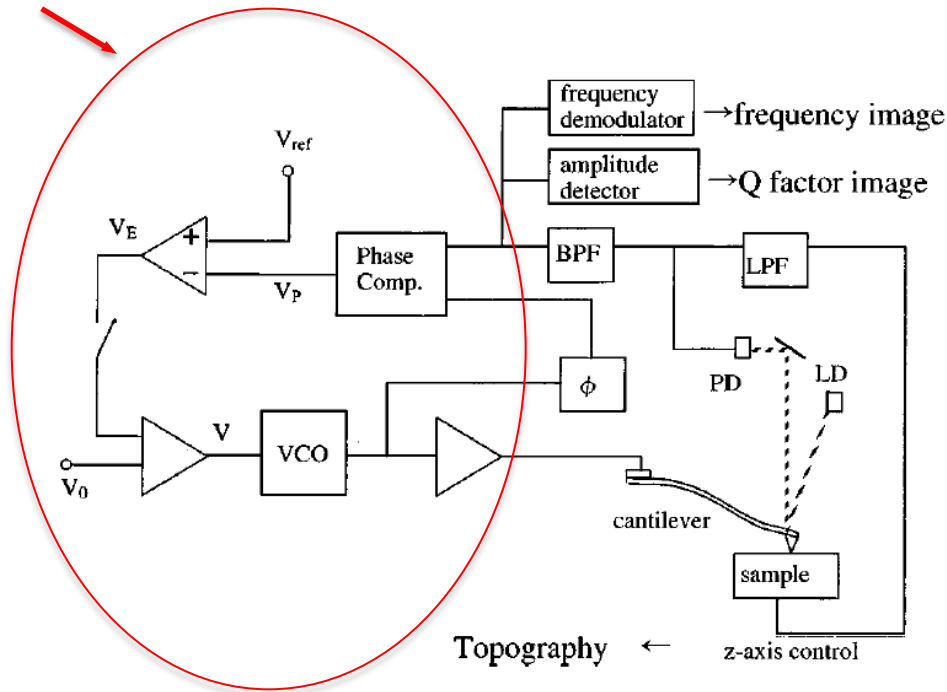 frequency
demodulator
→frequency image
amplitude
detector
→Q factor image
V_ref
V_E
+
−
V_P
Phase
Comp.
BPF
LPF
PD
LD
ϕ
V
VCO
V_0
cantilever
sample
Topography ← z-axis control